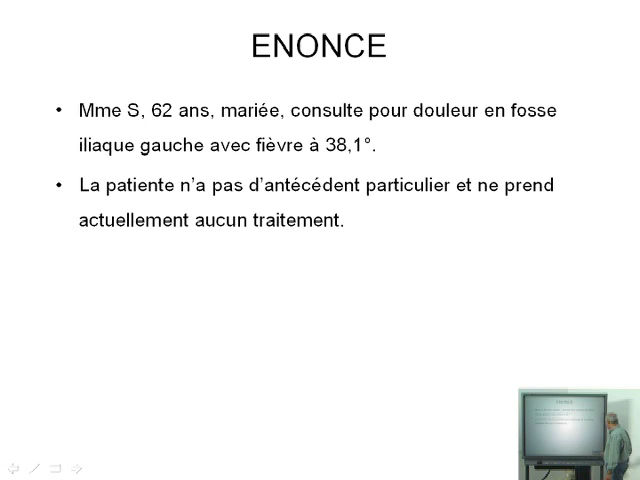 ENONCE
• Mme S, 62 ans, mariée, consulte pour douleur en fosse
iliaque gauche avec fièvre à 38,1°.
• La patiente n’a pas d’antécédent particulier et ne prend
actuellement aucun traitement.